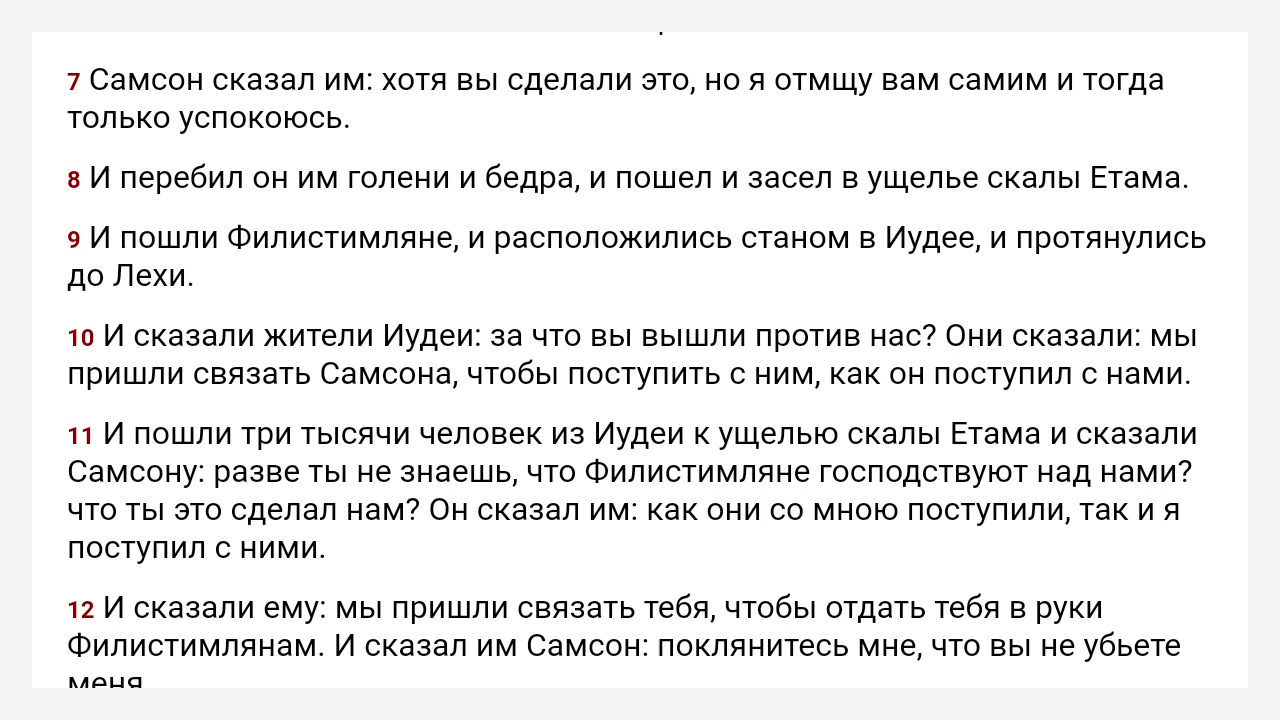 7 Самсон сказал им: хотя вы сделали это, но я отмщу вам самим и тогда
только успокоюсь.
8 И перебил он им голени и бедра, и пошел и засел в ущелье скалы Етама.
9 И пошли Филистимляне, и расположились станом в Иудее, и протянулись
до Лехи.
10 И сказали жители Иудеи: за что вы вышли против нас? Они сказали: мы
пришли связать Самсона, чтобы поступить с ним, как он поступил с нами.
11 И пошли три тысячи человек из Иудеи к ущелью скалы Етама и сказали
Самсону: разве ты не знаешь, что Филистимляне господствуют над нами?
что ты это сделал нам? Он сказал им: как они со мною поступили, так и я
поступил с ними.
12 И сказали ему: мы пришли связать тебя, чтобы отдать тебя в руки
Филистимлянам. И сказал им Самсон: поклянитесь мне, что вы не убьете
меня